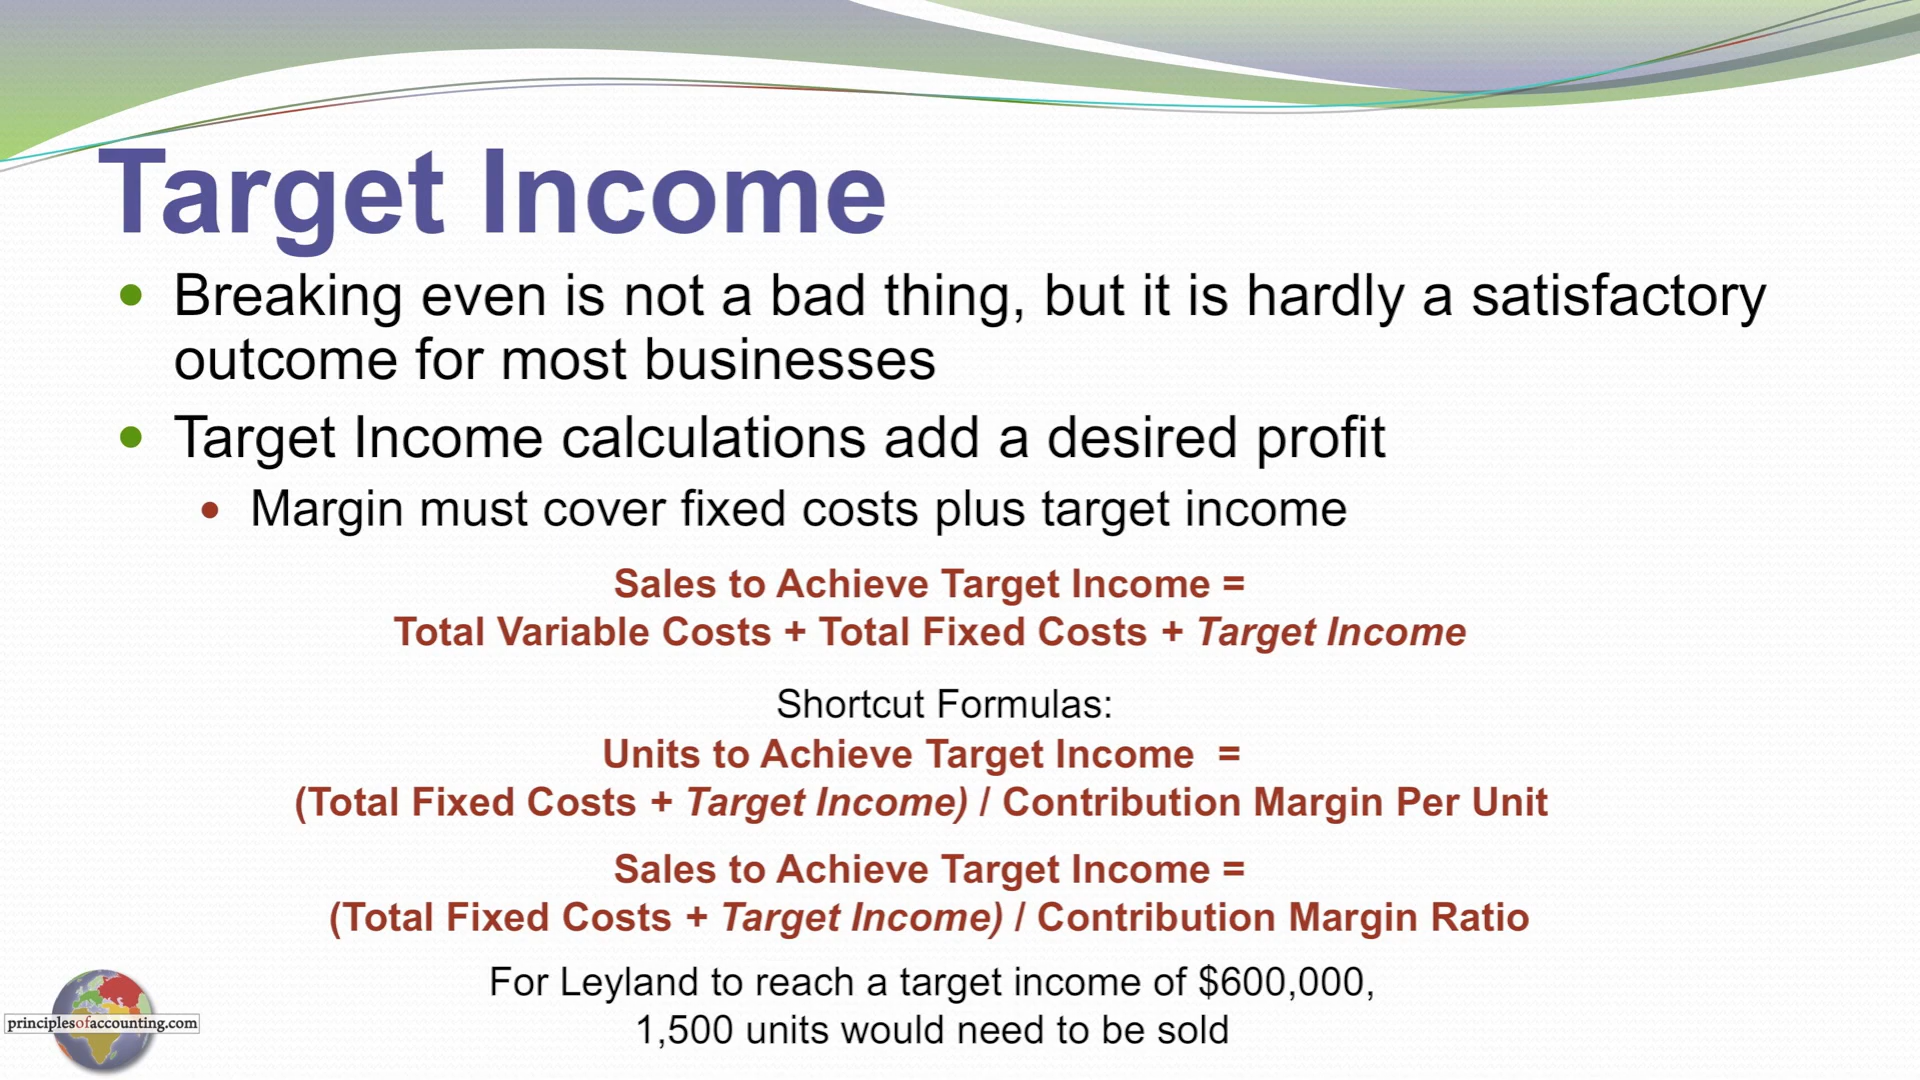 Target Income
Breaking even is not a bad thing, but it is hardly a satisfactory
outcome for most businesses
Target Income calculations add a desired profit
Margin must cover fixed costs plus target income
Sales to Achieve Target Income =
Total Variable Costs + Total Fixed Costs + Target Income
Shortcut Formulas:
Units to Achieve Target Income =
(Total Fixed Costs + Target Income) / Contribution Margin Per Unit
Sales to Achieve Target Income =
(Total Fixed Costs + Target Income) / Contribution Margin Ratio
For Leyland to reach a target income of $600,000,
1,500 units would need to be sold
principlesofaccounting.com